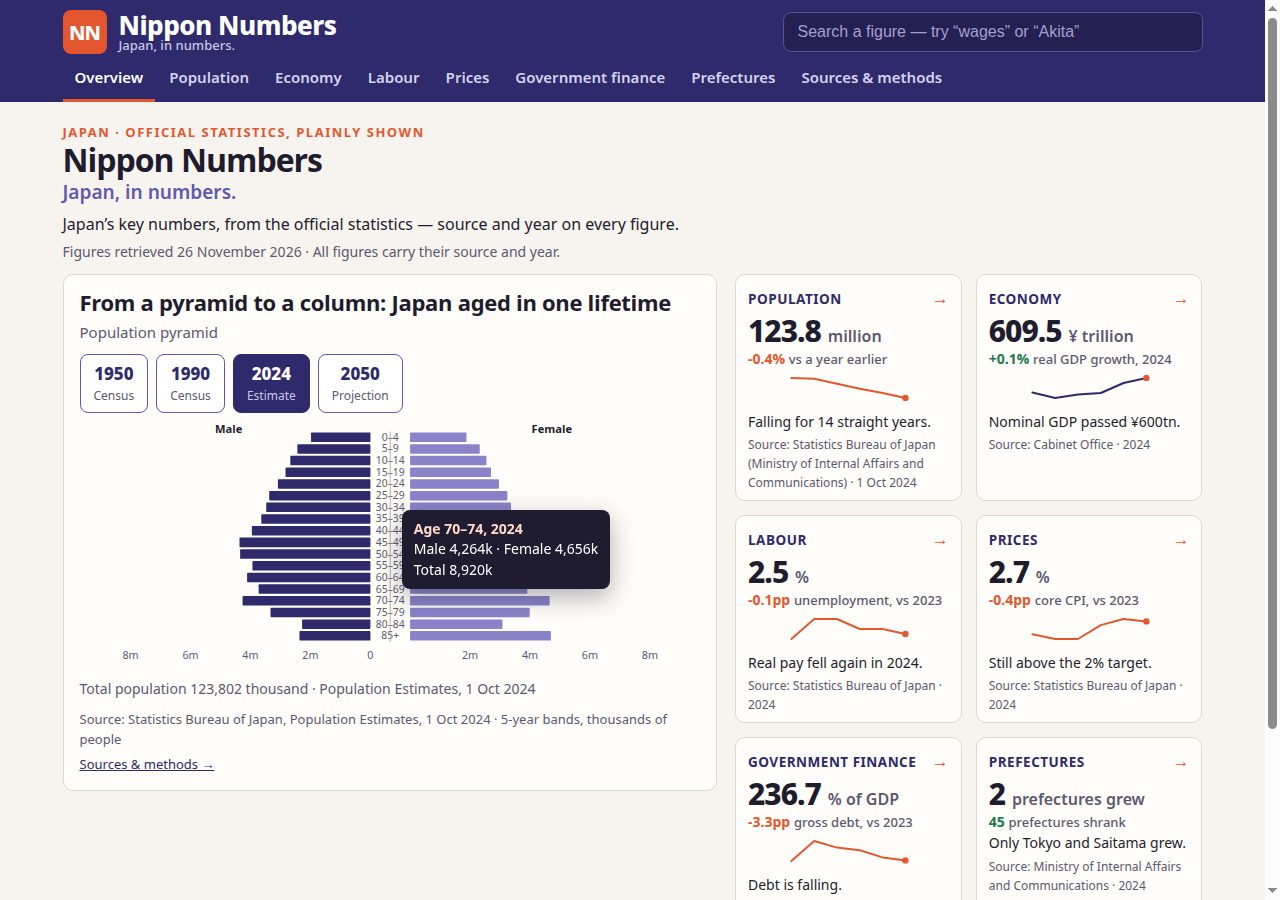 NN
Nippon Numbers
Japan, in numbers.
Search a figure — try “wages” or “Akita”
Overview
Population
Economy
Labour
Prices
Government finance
Prefectures
Sources & methods
JAPAN · OFFICIAL STATISTICS, PLAINLY SHOWN
Nippon Numbers
Japan, in numbers.
Japan’s key numbers, from the official statistics — source and year on every figure.
Figures retrieved 26 November 2026 · All figures carry their source and year.
From a pyramid to a column: Japan aged in one lifetime
Population pyramid
1950
Census
1990
Census
2024
Estimate
2050
Projection
Male
Female
0–4
5–9
10–14
15–19
20–24
25–29
30–34
35–39
40–44
45–49
50–54
55–59
60–64
65–69
70–74
75–79
80–84
85+
Age 70–74, 2024
Male 4,264k · Female 4,656k
Total 8,920k
8m
6m
4m
2m
0
2m
4m
6m
8m
Total population 123,802 thousand · Population Estimates, 1 Oct 2024
Source: Statistics Bureau of Japan, Population Estimates, 1 Oct 2024 · 5-year bands, thousands of
people
Sources & methods →
POPULATION →
123.8 million
-0.4% vs a year earlier
Falling for 14 straight years.
Source: Statistics Bureau of Japan
(Ministry of Internal Affairs and
Communications) · 1 Oct 2024
ECONOMY →
609.5 ¥ trillion
+0.1% real GDP growth, 2024
Nominal GDP passed ¥600tn.
Source: Cabinet Office · 2024
LABOUR →
2.5 %
-0.1pp unemployment, vs 2023
Real pay fell again in 2024.
Source: Statistics Bureau of Japan ·
2024
PRICES →
2.7 %
-0.4pp core CPI, vs 2023
Still above the 2% target.
Source: Statistics Bureau of Japan ·
2024
GOVERNMENT FINANCE →
236.7 % of GDP
-3.3pp gross debt, vs 2023
Debt is falling.
PREFECTURES →
2 prefectures grew
45 prefectures shrank
Only Tokyo and Saitama grew.
Source: Ministry of Internal Affairs
and Communications · 2024